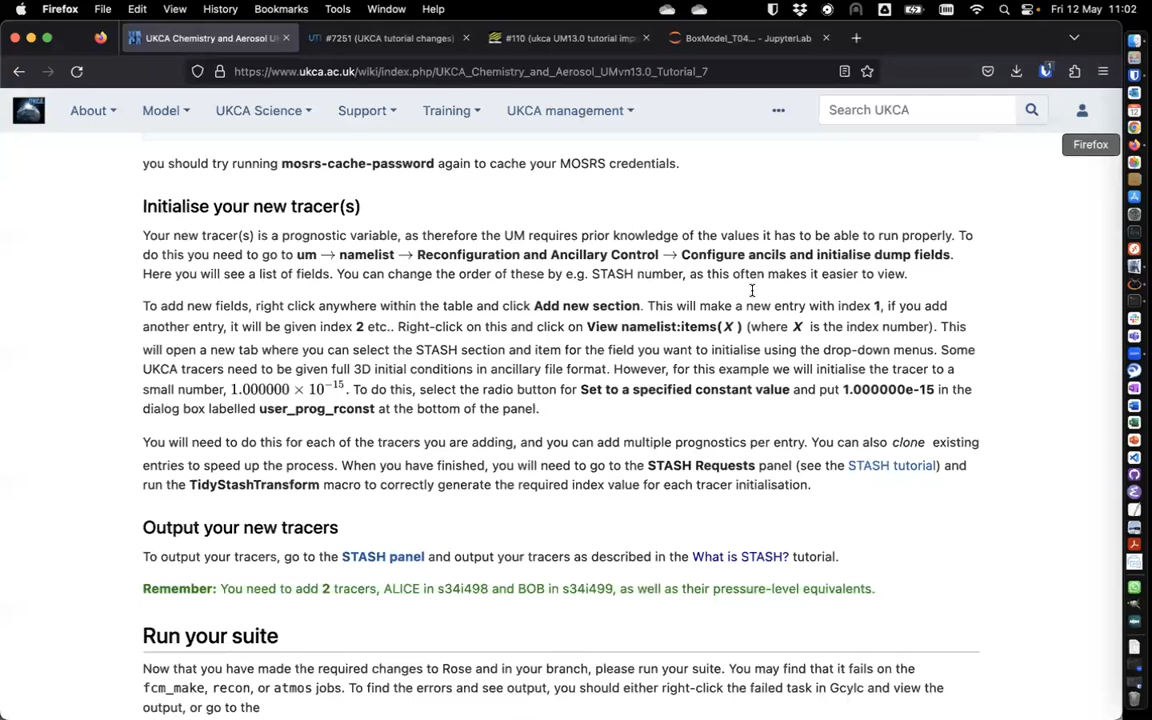 Firefox File Edit View History Bookmarks Tools Window Help Fri 12 May 11:02
UKCA Chemistry and Aerosol U #7251 (UKCA tutorial changes) #110 (ukca UM13.0 tutorial imp BoxModel_T04... - JupyterLab
https://www.ukca.ac.uk/wiki/index.php/UKCA_Chemistry_and_Aerosol_UMvn13.0_Tutorial_7
About Model UKCA Science Support Training UKCA management Search UKCA
Firefox
you should try running mosrs-cache-password again to cache your MOSRS credentials.
Initialise your new tracer(s)
Your new tracer(s) is a prognostic variable, as therefore the UM requires prior knowledge of the values it has to be able to run properly. To
do this you need to go to um → namelist → Reconfiguration and Ancillary Control → Configure ancils and initialise dump fields.
Here you will see a list of fields. You can change the order of these by e.g. STASH number, as this often makes it easier to view.
To add new fields, right click anywhere within the table and click Add new section. This will make a new entry with index 1, if you add
another entry, it will be given index 2 etc.. Right-click on this and click on View namelist:items(X ) (where X is the index number). This
will open a new tab where you can select the STASH section and item for the field you want to initialise using the drop-down menus. Some
UKCA tracers need to be given full 3D initial conditions in ancillary file format. However, for this example we will initialise the tracer to a
small number, 1.000000 × 10⁻¹⁵. To do this, select the radio button for Set to a specified constant value and put 1.000000e-15 in the
dialog box labelled user_prog_rconst at the bottom of the panel.
You will need to do this for each of the tracers you are adding, and you can add multiple prognostics per entry. You can also clone existing
entries to speed up the process. When you have finished, you will need to go to the STASH Requests panel (see the STASH tutorial) and
run the TidyStashTransform macro to correctly generate the required index value for each tracer initialisation.
Output your new tracers
To output your tracers, go to the STASH panel and output your tracers as described in the What is STASH? tutorial.
Remember: You need to add 2 tracers, ALICE in s34i498 and BOB in s34i499, as well as their pressure-level equivalents.
Run your suite
Now that you have made the required changes to Rose and in your branch, please run your suite. You may find that it fails on the
fcm_make, recon, or atmos jobs. To find the errors and see output, you should either right-click the failed task in Gcylc and view the
output, or go to the